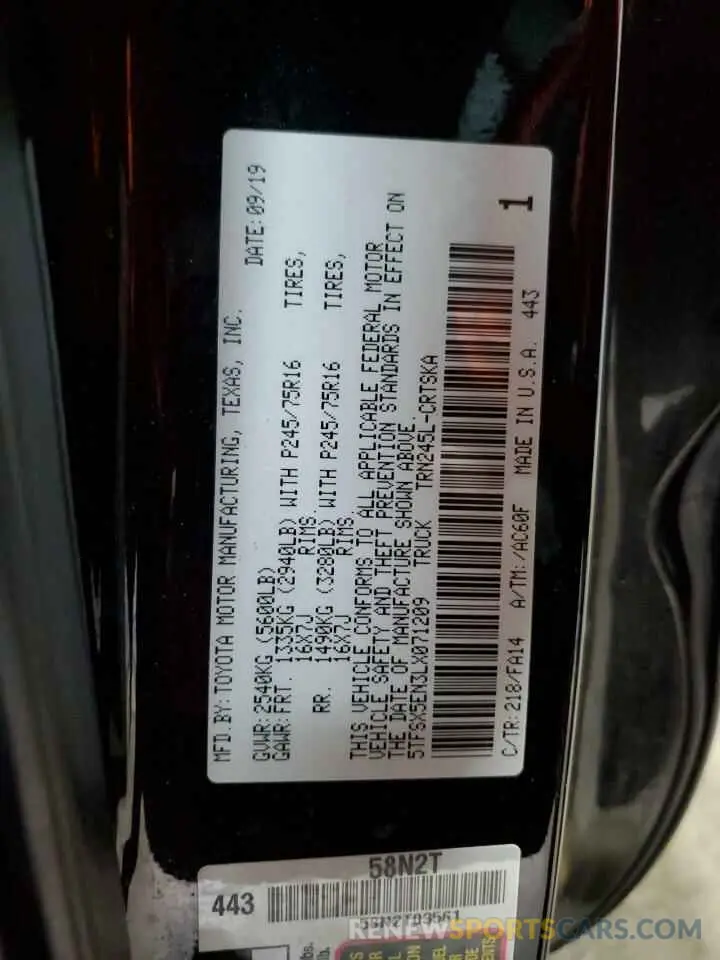 MFD.BY:TOYOTA MOTOR MANUFACTURING, TEXAS, INC.
DATE:09/19
GVWR:2540KG (5600LB)
GAWR:FRT. 1335KG (2940LB) WITH P245/75R16 TIRES,
16X7J RIMS.
RR. 1490KG (3280LB) WITH P245/75R16 TIRES,
16X7J RIMS
THIS VEHICLE CONFORMS TO ALL APPLICABLE FEDERAL MOTOR
VEHICLE SAFETY AND THEFT PREVENTION STANDARDS IN EFFECT ON
THE DATE OF MANUFACTURE SHOWN ABOVE.
5TFSX5EN3LX071209 TRUCK TRN245L-CRTSKA
1
C/TR:218/FA14 A/TM:/AC60F MADE IN U.S.A. 443
58N2T
443
RENEWSPORTCARS.COM